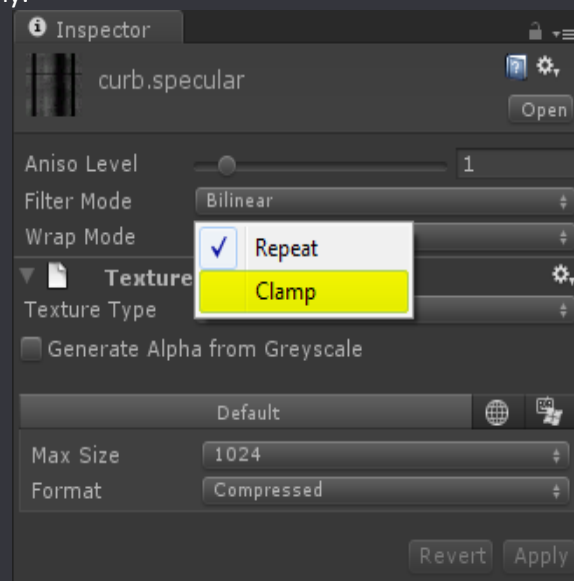 Inspector
curb.specular
Open
Aniso Level 1
Filter Mode Bilinear
Wrap Mode
Repeat
Texture
Clamp
Texture Type
Generate Alpha from Greyscale
Default
Max Size 1024
Format Compressed
Revert Apply